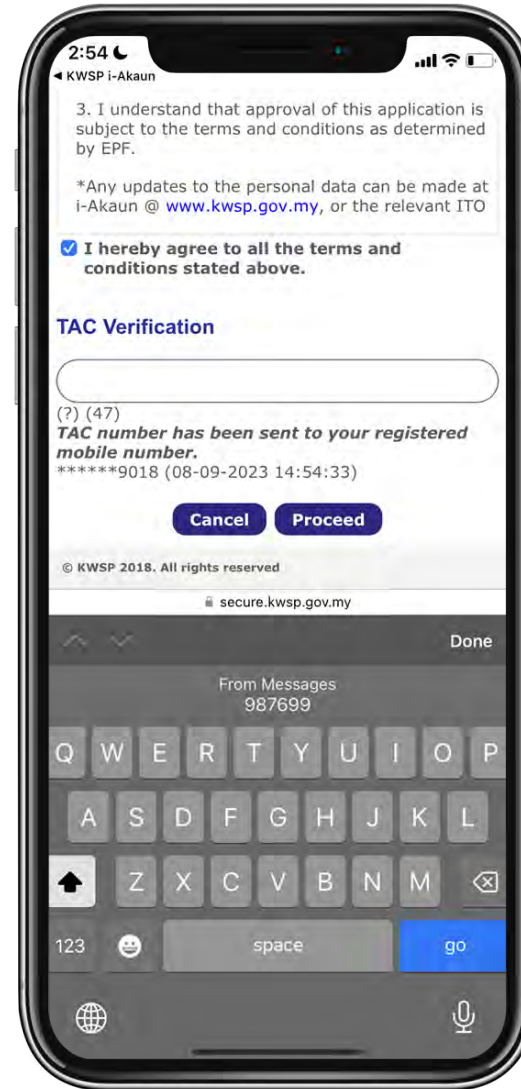 2:54
◀ KWSP i-Akaun
3. I understand that approval of this application is
subject to the terms and conditions as determined
by EPF.
*Any updates to the personal data can be made at
i-Akaun @ www.kwsp.gov.my, or the relevant ITO
I hereby agree to all the terms and
conditions stated above.
TAC Verification
(?) (47)
TAC number has been sent to your registered
mobile number.
******9018 (08-09-2023 14:54:33)
Cancel Proceed
© KWSP 2018. All rights reserved
secure.kwsp.gov.my
Done
From Messages
987699
Q W E R T Y U I O P
A S D F G H J K L
Z X C V B N M
123 space go